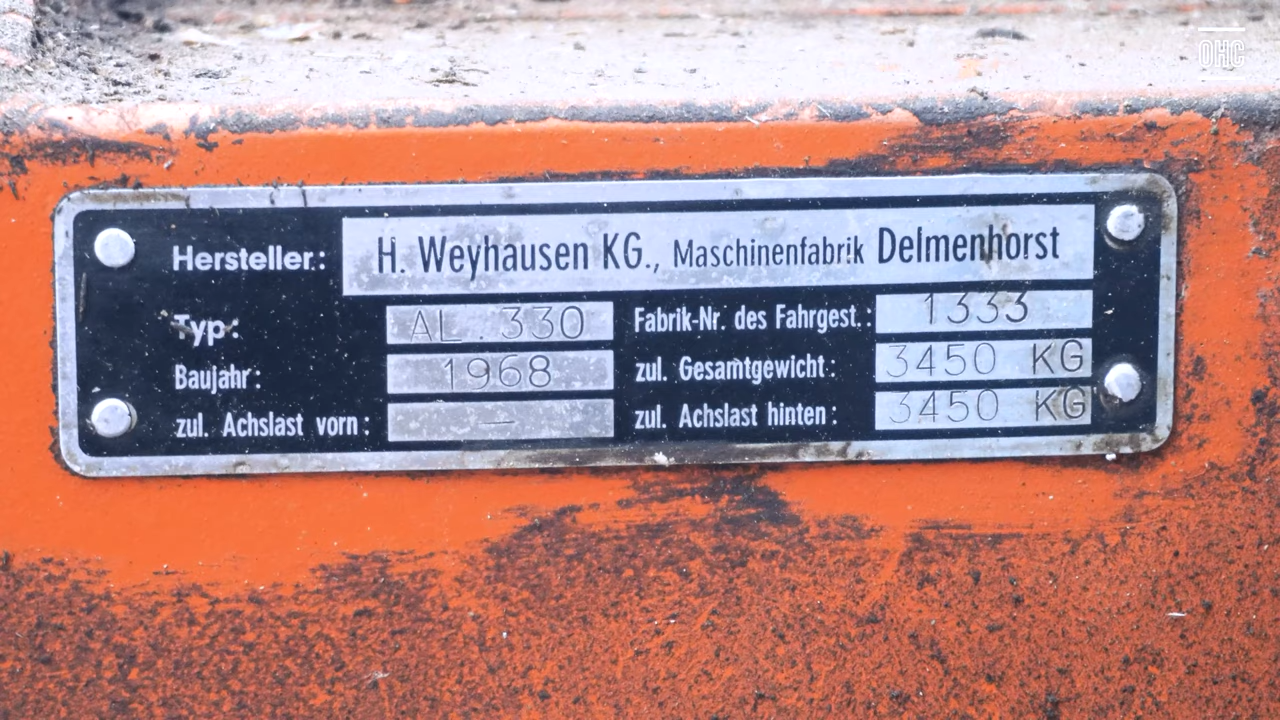 OHC
Hersteller: H. Weyhausen KG., Maschinenfabrik Delmenhorst
Typ: AL 330 Fabrik-Nr. des Fahrgest.: 1333
Baujahr: 1968 zul. Gesamtgewicht: 3450 KG
zul. Achslast vorn: — zul. Achslast hinten: 3450 KG